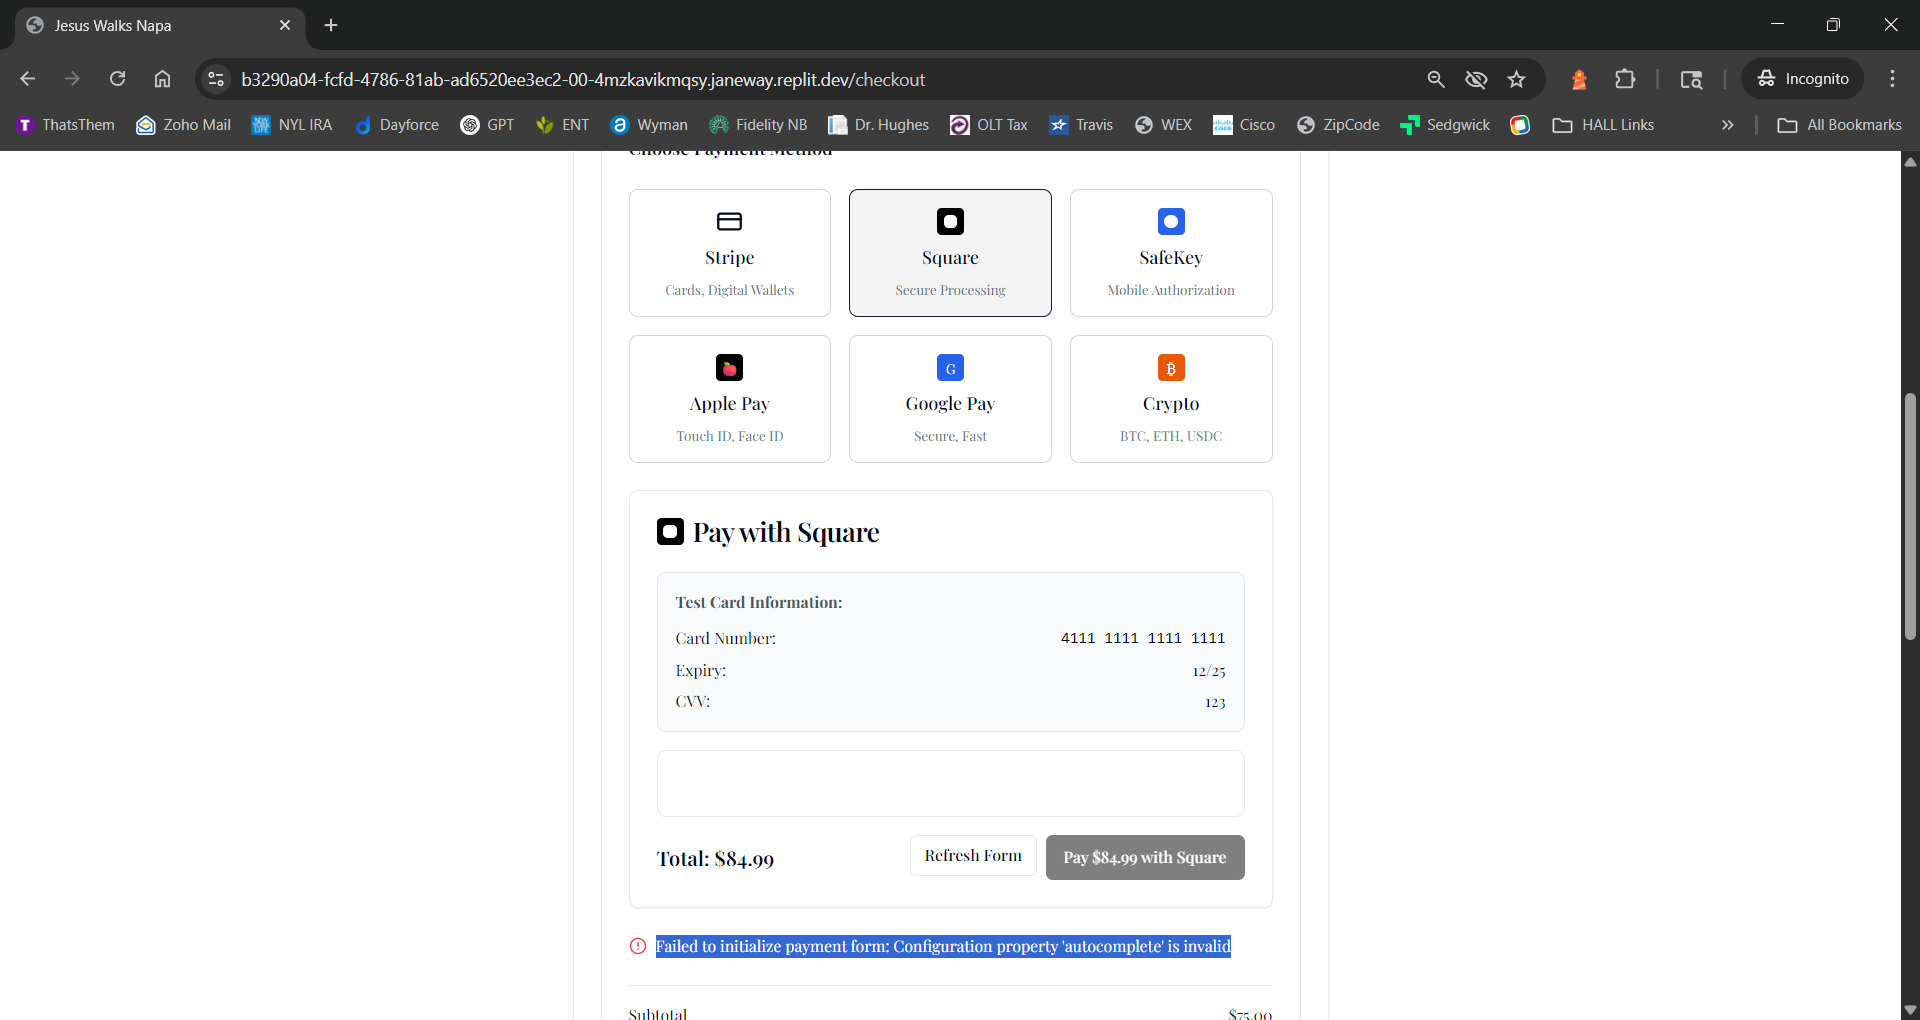 Jesus Walks Napa
b3290a04-fcfd-4786-81ab-ad6520ee3ec2-00-4mzkavikmqsy.janeway.replit.dev/checkout
Incognito
ThatsThem Zoho Mail NYL IRA Dayforce GPT ENT Wyman Fidelity NB Dr. Hughes OLT Tax Travis WEX Cisco ZipCode Sedgwick HALL Links » All Bookmarks
Choose Payment Method
Stripe
Cards, Digital Wallets
Square
Secure Processing
SafeKey
Mobile Authorization
Apple Pay
Touch ID, Face ID
G
Google Pay
Secure, Fast
₿
Crypto
BTC, ETH, USDC
Pay with Square
Test Card Information:
Card Number: 4111 1111 1111 1111
Expiry: 12/25
CVV: 123
Total: $84.99
Refresh Form
Pay $84.99 with Square
Failed to initialize payment form: Configuration property 'autocomplete' is invalid
Subtotal $75.00